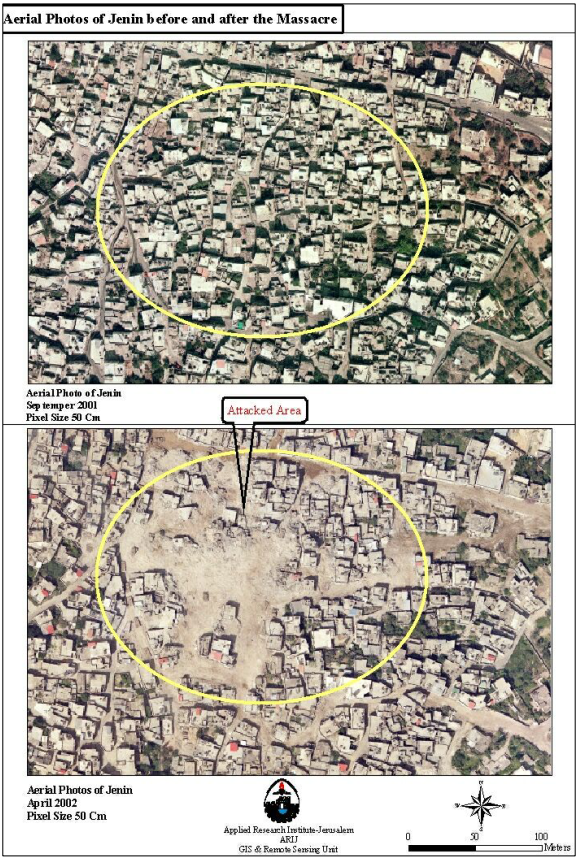 Aerial Photos of Jenin before and after the Massacre
Aerial Photo of Jenin
Septemper 2001
Pixel Size 50 Cm
Attacked Area
Aerial Photos of Jenin
April 2002
Pixel Size 50 Cm
Applied Research Institute-Jerusalem
ARIJ
GIS & Remote Sensing Unit
N
W E
S
0 50 100
Meters